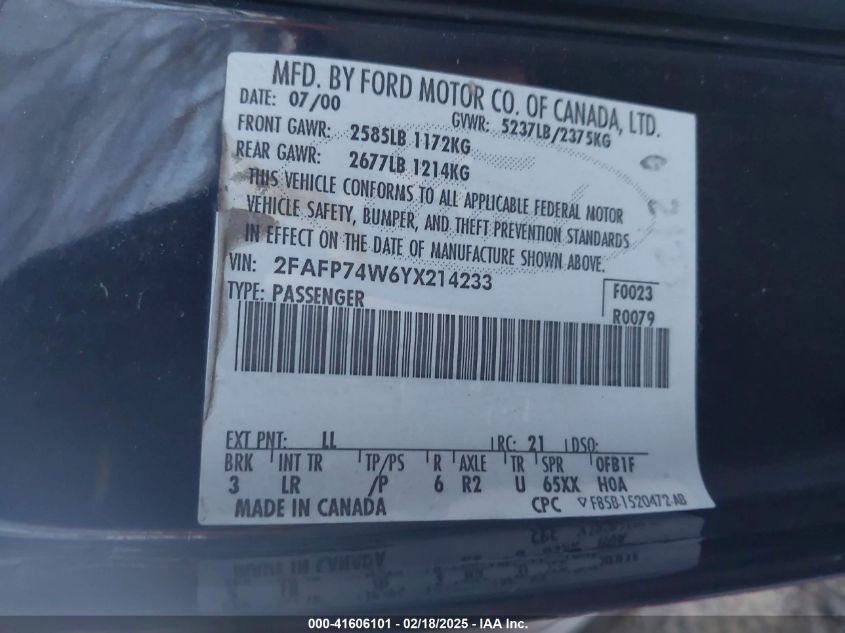 MFD. BY FORD MOTOR CO. OF CANADA, LTD.
DATE: 07/00 GVWR: 5237LB/2375KG
FRONT GAWR: 2585LB 1172KG
REAR GAWR: 2677LB 1214KG
THIS VEHICLE CONFORMS TO ALL APPLICABLE FEDERAL MOTOR
VEHICLE SAFETY, BUMPER, AND THEFT PREVENTION STANDARDS
IN EFFECT ON THE DATE OF MANUFACTURE SHOWN ABOVE.
VIN: 2FAFP74W6YX214233
TYPE: PASSENGER
F0023
R0079
EXT PNT: LL RC: 21 DSO:
BRK INT TR TP/PS R AXLE TR SPR OFB1F
3 LR /P 6 R2 U 65XX H0A
MADE IN CANADA CPC F85B-1520472-AB
000-41606101 - 02/18/2025 - IAA Inc.